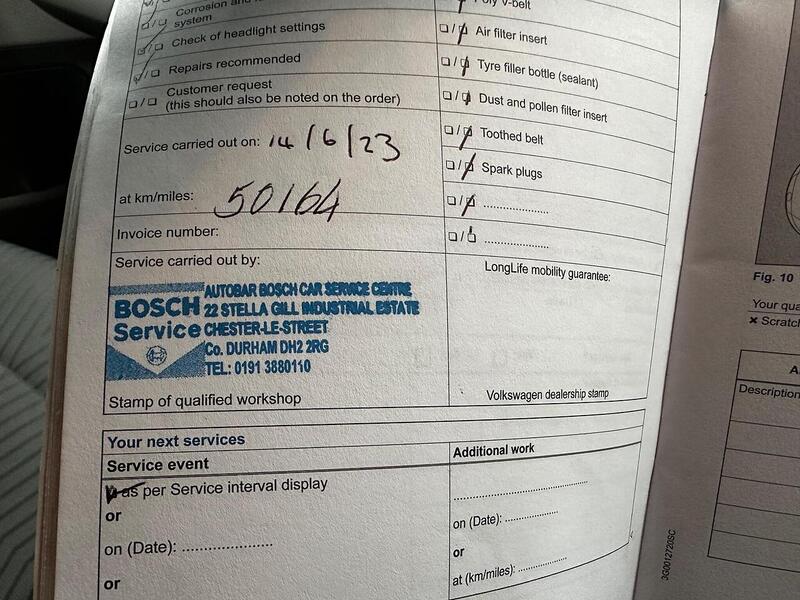 Corrosion and
system
Check of headlight settings
Repairs recommended
Customer request
(this should also be noted on the order)
Service carried out on: 14/6/23
at km/miles: 50164
Invoice number:
Service carried out by:
BOSCH
Service
AUTOBAR BOSCH CAR SERVICE CENTRE
22 STELLA GILL INDUSTRIAL ESTATE
CHESTER-LE-STREET
Co. DURHAM DH2 2RG
TEL: 0191 3880110
Stamp of qualified workshop
Poly V-belt
Air filter insert
Tyre filler bottle (sealant)
Dust and pollen filter insert
Toothed belt
Spark plugs
LongLife mobility guarantee:
Volkswagen dealership stamp
Your next services
Service event
as per Service interval display
or
on (Date): ....................
or
Additional work
..............................
on (Date): ............
or
at (km/miles): ...........
Fig. 10
Your qua
× Scratc
Description
3G0012720SC